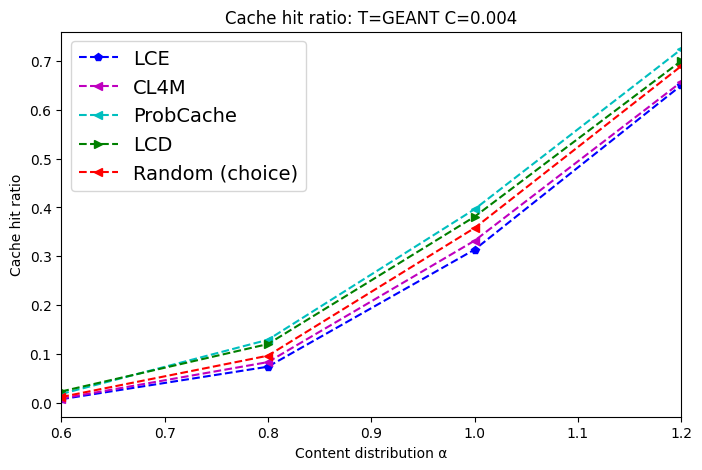 Cache hit ratio: T=GEANT C=0.004
LCE
CL4M
ProbCache
LCD
Random (choice)
Cache hit ratio
0.7
0.6
0.5
0.4
0.3
0.2
0.1
0.0
0.6 0.7 0.8 0.9 1.0 1.1 1.2
Content distribution α